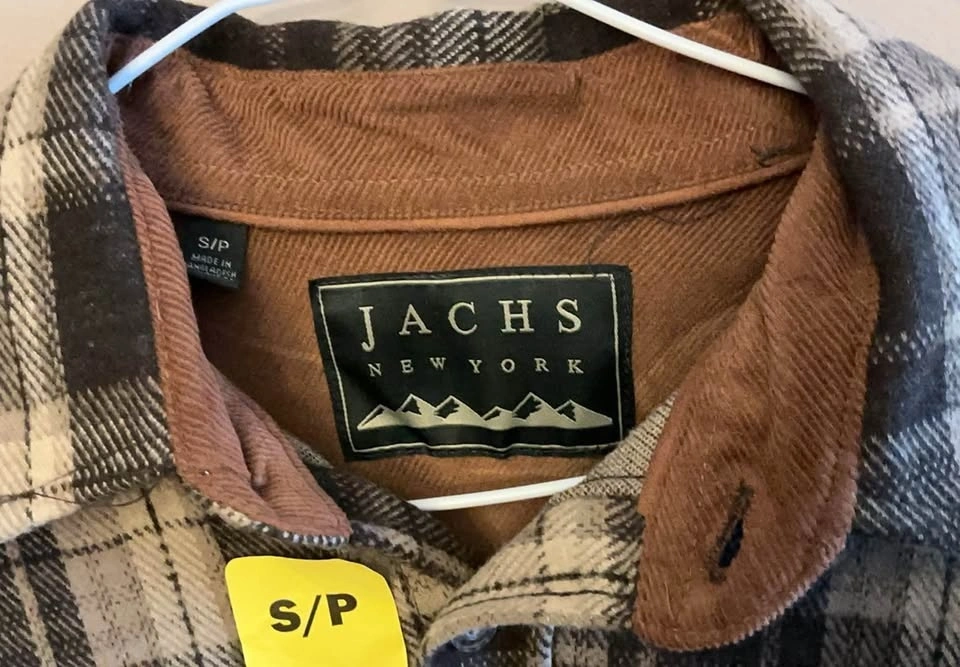 S/P
MADE IN
BANGLADESH
JACHS
NEW YORK
S/P